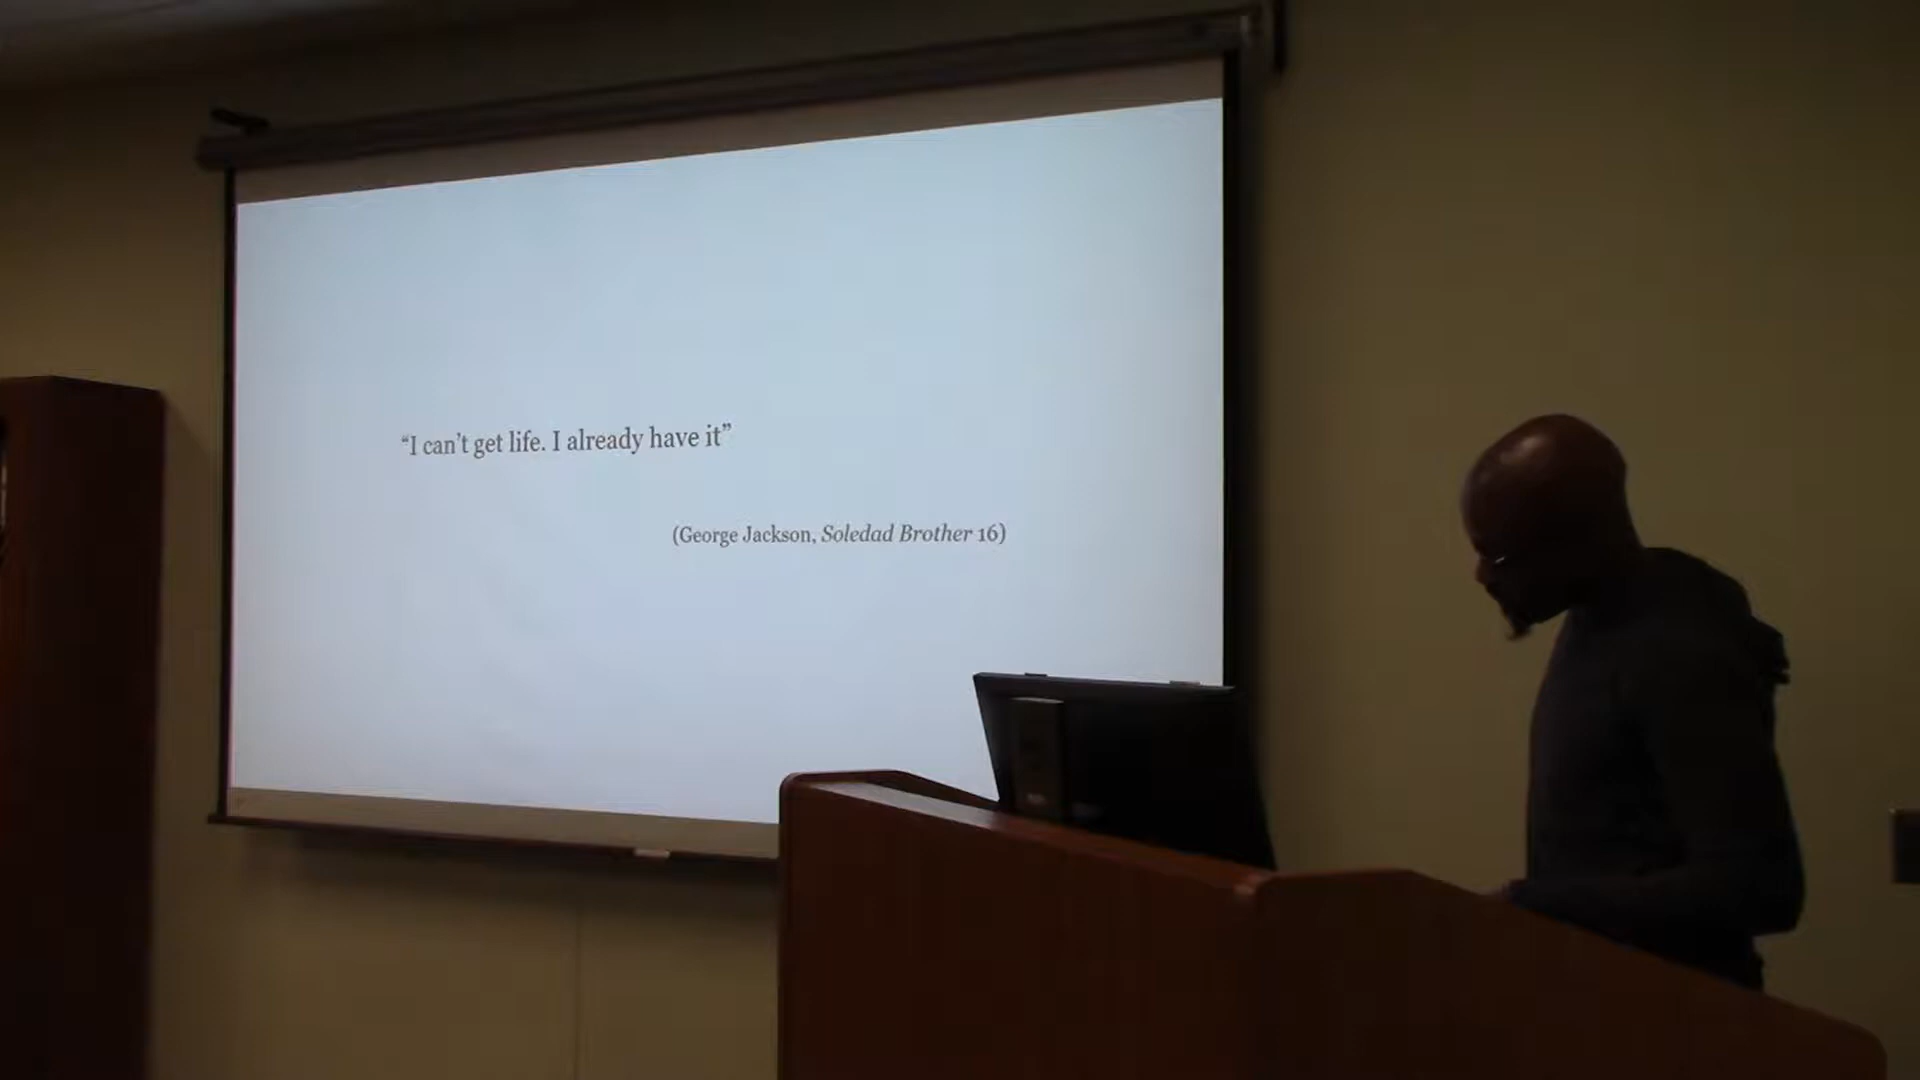 “I can’t get life. I already have it”
(George Jackson, Soledad Brother 16)